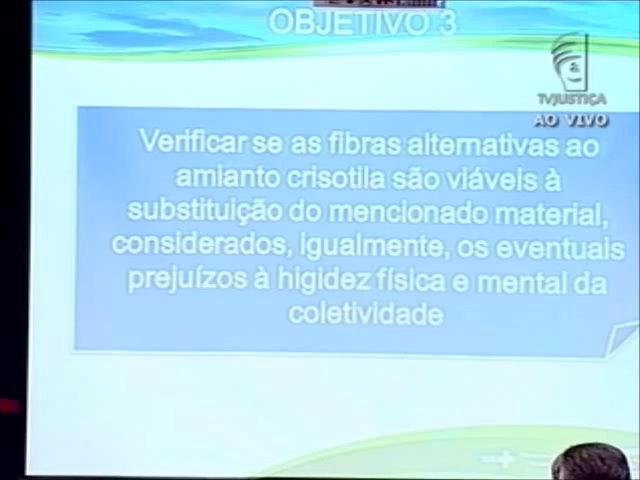 OBJETIVO 3
TVJUSTIÇA
AO VIVO
Verificar se as fibras alternativas ao
amianto crisotila são viáveis à
substituição do mencionado material,
considerados, igualmente, os eventuais
prejuízos à higidez física e mental da
coletividade